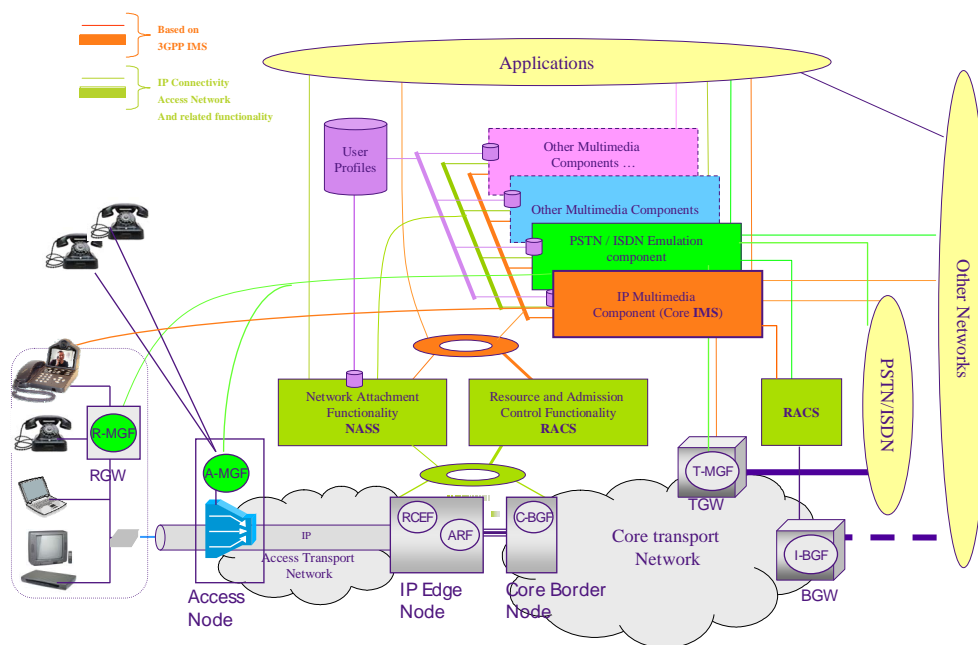 Based on
3GPP IMS
IP Connectivity
Access Network
And related functionality
Applications
User
Profiles
Other Multimedia
Components …
Other Multimedia Components
PSTN / ISDN Emulation
component
IP Multimedia
Component (Core IMS)
Other Networks
PSTN/ISDN
Network Attachment
Functionality
NASS
Resource and Admission
Control Functionality
RACS
RACS
R-MGF
RGW
A-MGF
T-MGF
TGW
RCEF
ARF
C-BGF
IP
Access Transport
Network
Core transport
Network
I-BGF
BGW
Access
Node
IP Edge
Node
Core Border
Node